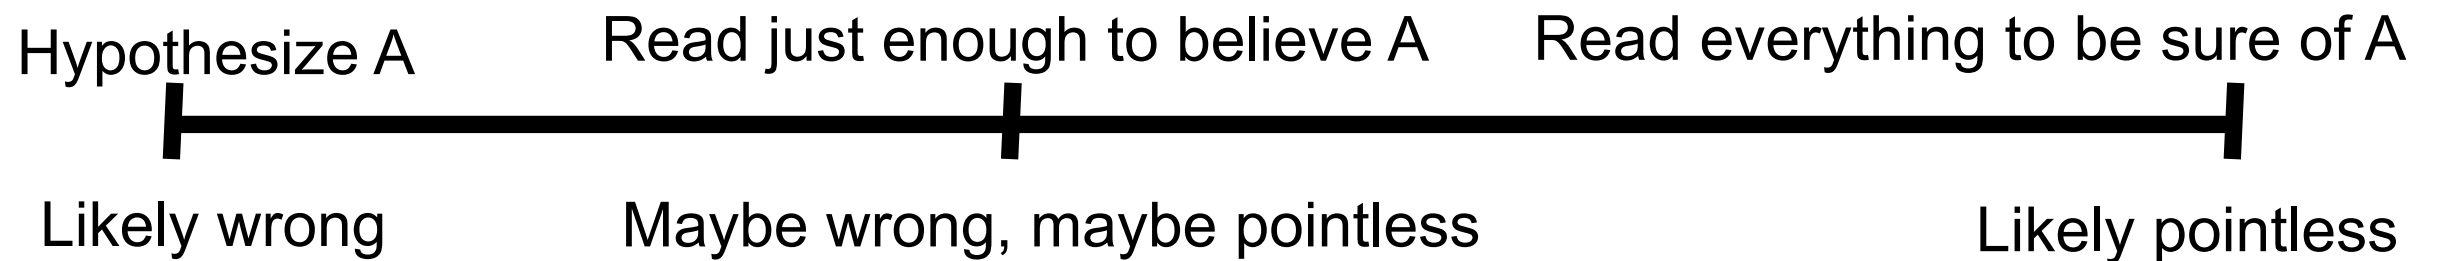 Hypothesize A
Read just enough to believe A
Read everything to be sure of A
Likely wrong
Maybe wrong, maybe pointless
Likely pointless